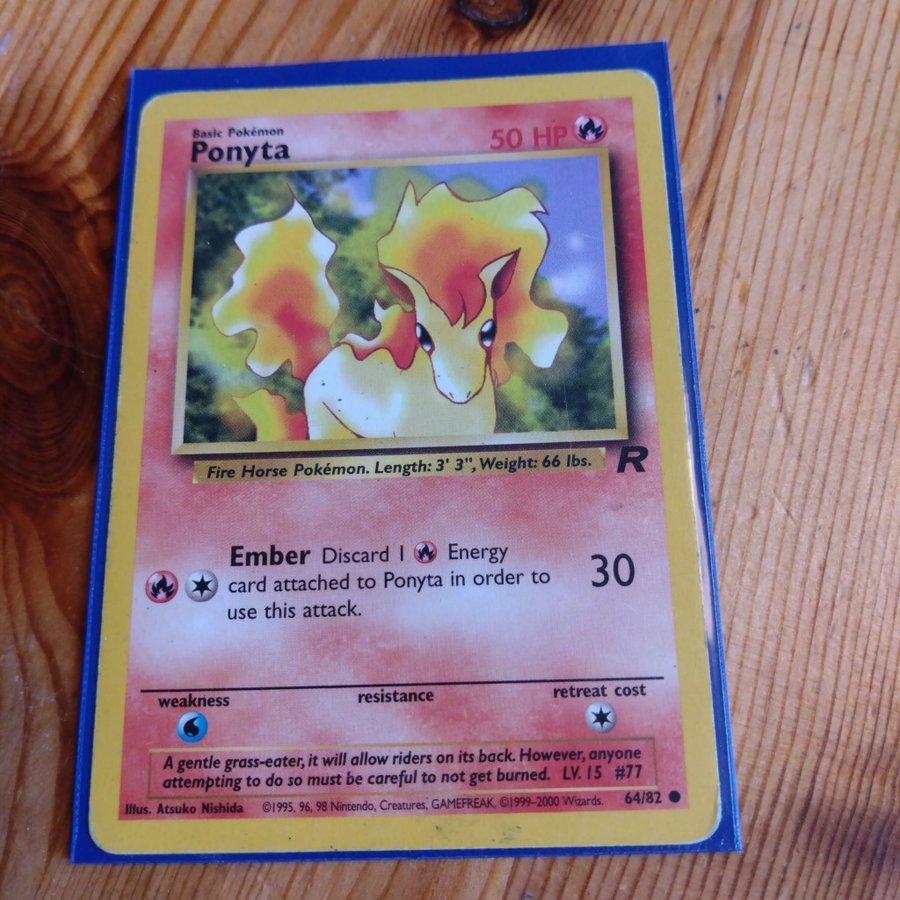 Basic Pokémon
Ponyta
50 HP
Fire Horse Pokémon. Length: 3' 3", Weight: 66 lbs.
R
Ember Discard 1 Energy
card attached to Ponyta in order to
use this attack.
30
weakness
resistance
retreat cost
A gentle grass-eater, it will allow riders on its back. However, anyone
attempting to do so must be careful to not get burned. LV. 15 #77
Illus. Atsuko Nishida ©1995, 96, 98 Nintendo, Creatures, GAMEFREAK. ©1999-2000 Wizards. 64/82